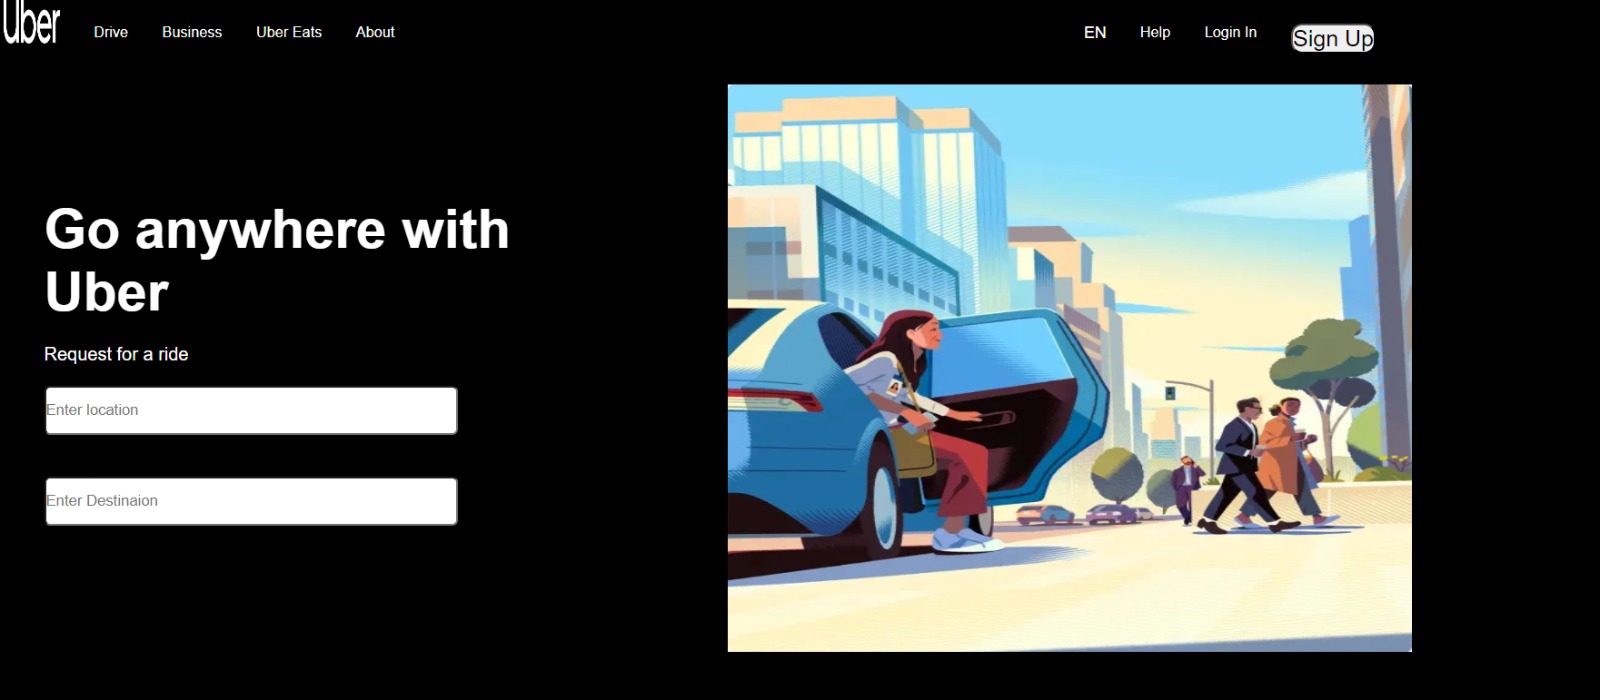 Uber Drive Business Uber Eats About EN Help Login In Sign Up
Go anywhere with
Uber
Request for a ride
Enter location
Enter Destinaion